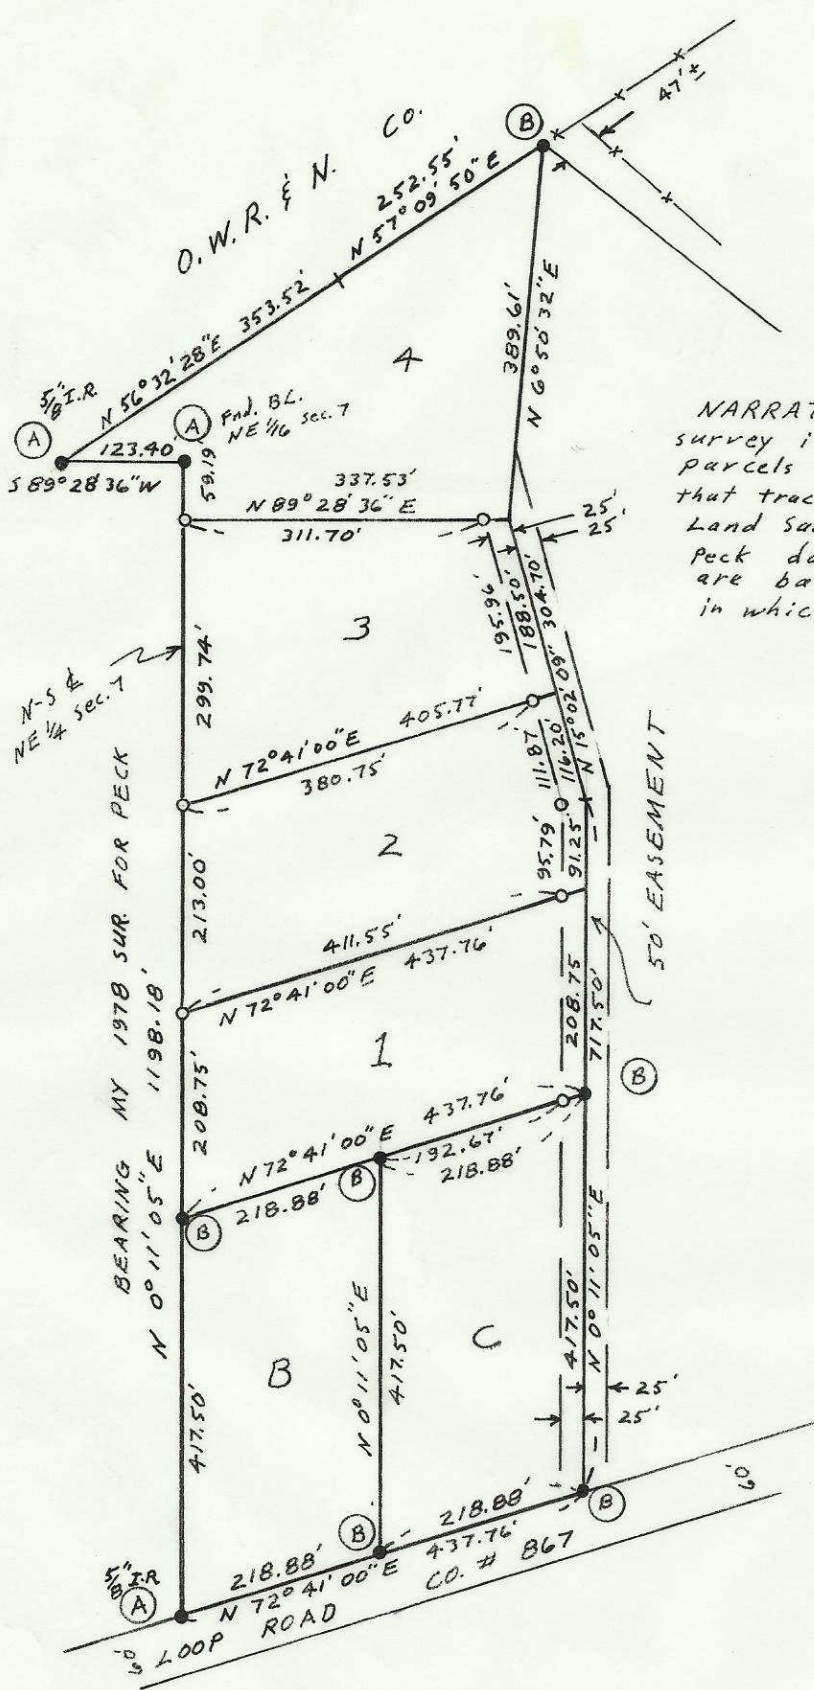 O.W.R. & N. Co.
B
47'±
252.55'
N 57° 09' 50" E
N 56° 32' 28" E 353.52'
389.61'
N 6° 50' 32" E
4
5/8" I.R.
A
A
Fnd. BL.
NE 1/16 sec. 7
123.40'
S 89° 28' 36" W
59.19'
337.53'
N 89° 28' 36" E
311.70'
25'
25'
NARRAT
survey i
parcels
that trac
Land Sa
Peck da
are ba
in whic
195.96'
188.50'
304.70'
N 15° 02' 09"
3
299.74'
N-S ℄
NE 1/4 sec. 7
405.77'
N 72° 41' 00" E
380.75'
111.87'
116.20'
2
213.00'
95.79'
91.25'
50' EASEMENT
411.55'
N 72° 41' 00" E 437.76'
1
208.75'
208.75
717.50'
B
BEARING MY 1978 SUR. FOR PECK
N 0° 11' 05" E 1198.18'
437.76'
N 72° 41' 00" E
192.67'
218.88'
B
218.88'
B
B
C
417.50'
N 0° 11' 05" E
417.50'
417.50'
N 0° 11' 05" E
25'
25'
B
218.88'
B
218.88'
437.76'
N 72° 41' 00" E
5/8" I.R
A
LOOP ROAD CO. # 867
60'
60'